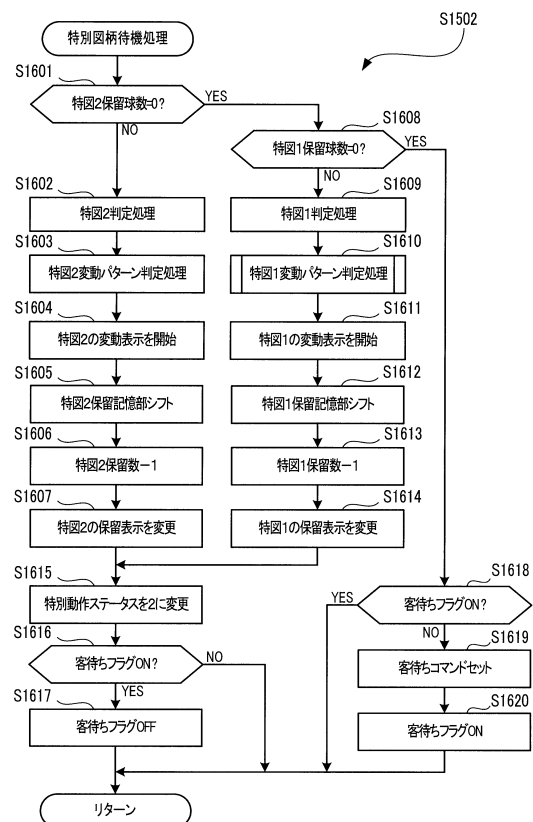 S1502
特別図柄待機処理
S1601
特図2保留球数=0?
YES
NO
S1608
特図1保留球数=0?
YES
NO
S1602
特図2判定処理
S1609
特図1判定処理
S1603
特図2変動パターン判定処理
S1610
特図1変動パターン判定処理
S1604
特図2の変動表示を開始
S1611
特図1の変動表示を開始
S1605
特図2保留記憶部シフト
S1612
特図1保留記憶部シフト
S1606
特図2保留数－1
S1613
特図1保留数－1
S1607
特図2の保留表示を変更
S1614
特図1の保留表示を変更
S1615
特別動作ステータスを2に変更
S1618
客待ちフラグON?
YES
NO
S1616
客待ちフラグON?
NO
YES
S1619
客待ちコマンドセット
S1617
客待ちフラグOFF
S1620
客待ちフラグON
リターン